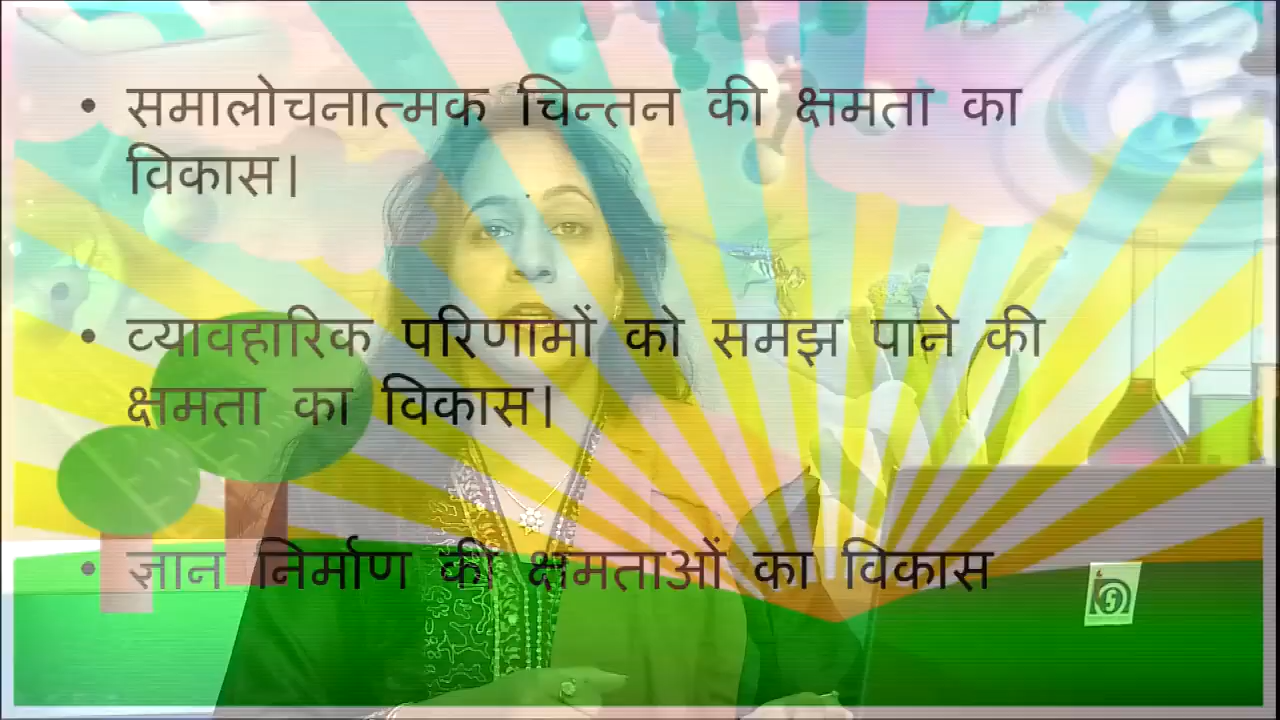 • समालोचनात्मक चिन्तन की क्षमता का
विकास।
• व्यावहारिक परिणामों को समझ पाने की
क्षमता का विकास।
• ज्ञान निर्माण की क्षमताओं का विकास